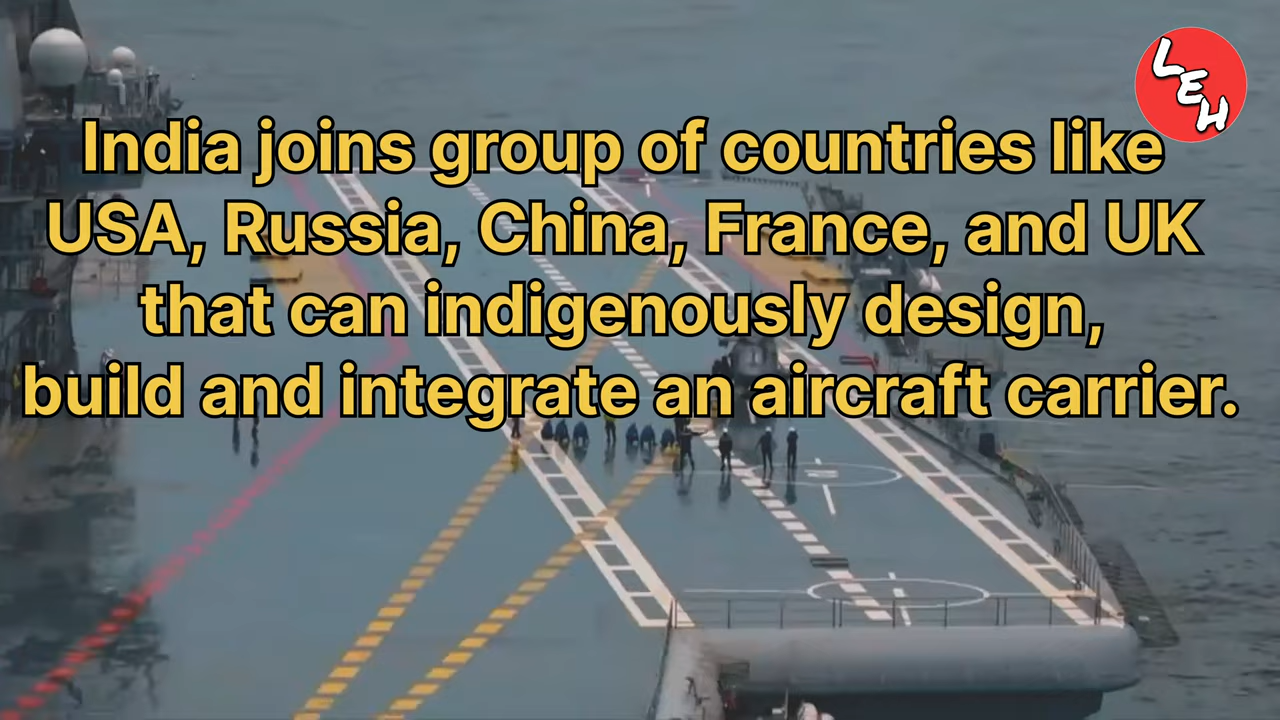 LEH
India joins group of countries like
USA, Russia, China, France, and UK
that can indigenously design,
build and integrate an aircraft carrier.